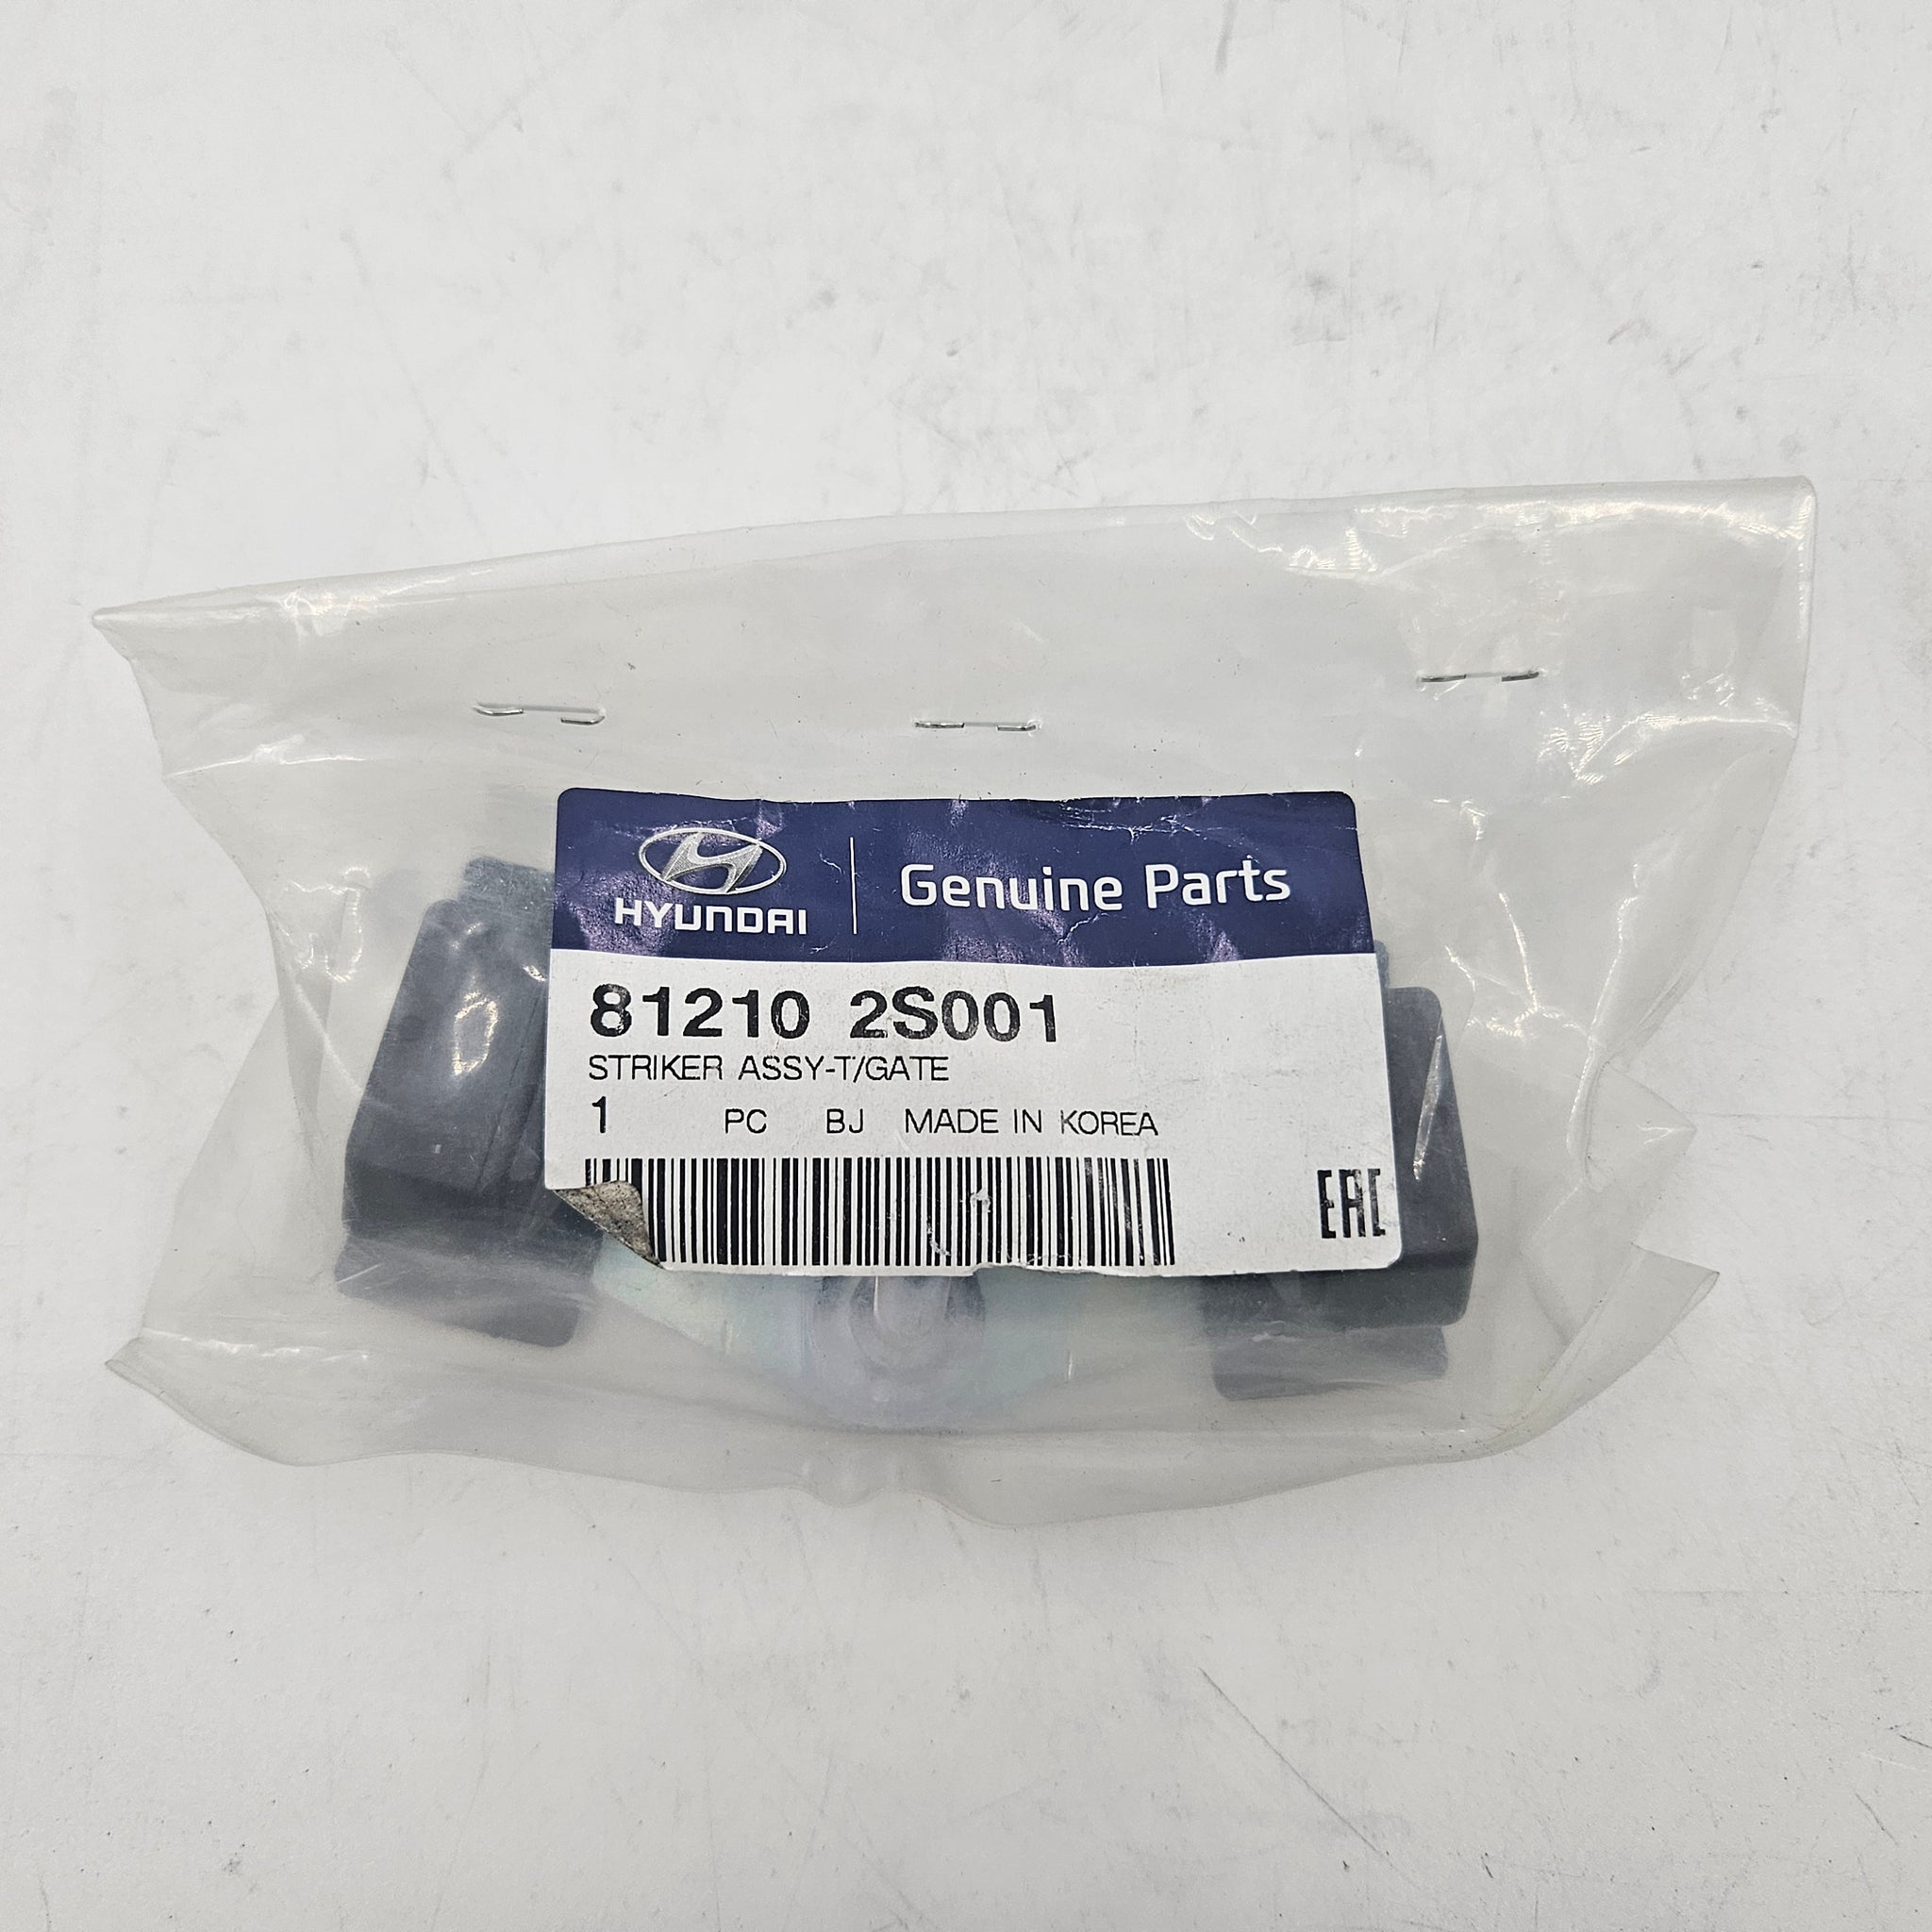 HYUNDAI
Genuine Parts
81210 2S001
STRIKER ASSY-T/GATE
1 PC BJ MADE IN KOREA
EAC